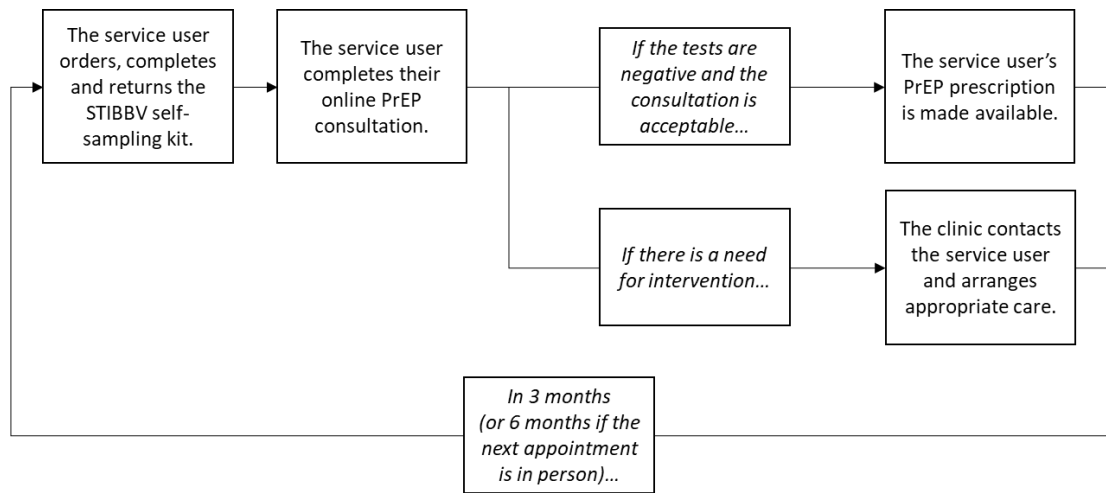 The service user
orders, completes
and returns the
STIBBV self-
sampling kit.
The service user
completes their
online PrEP
consultation.
If the tests are
negative and the
consultation is
acceptable…
The service user’s
PrEP prescription
is made available.
If there is a need
for intervention…
The clinic contacts
the service user
and arranges
appropriate care.
In 3 months
(or 6 months if the
next appointment
is in person)…